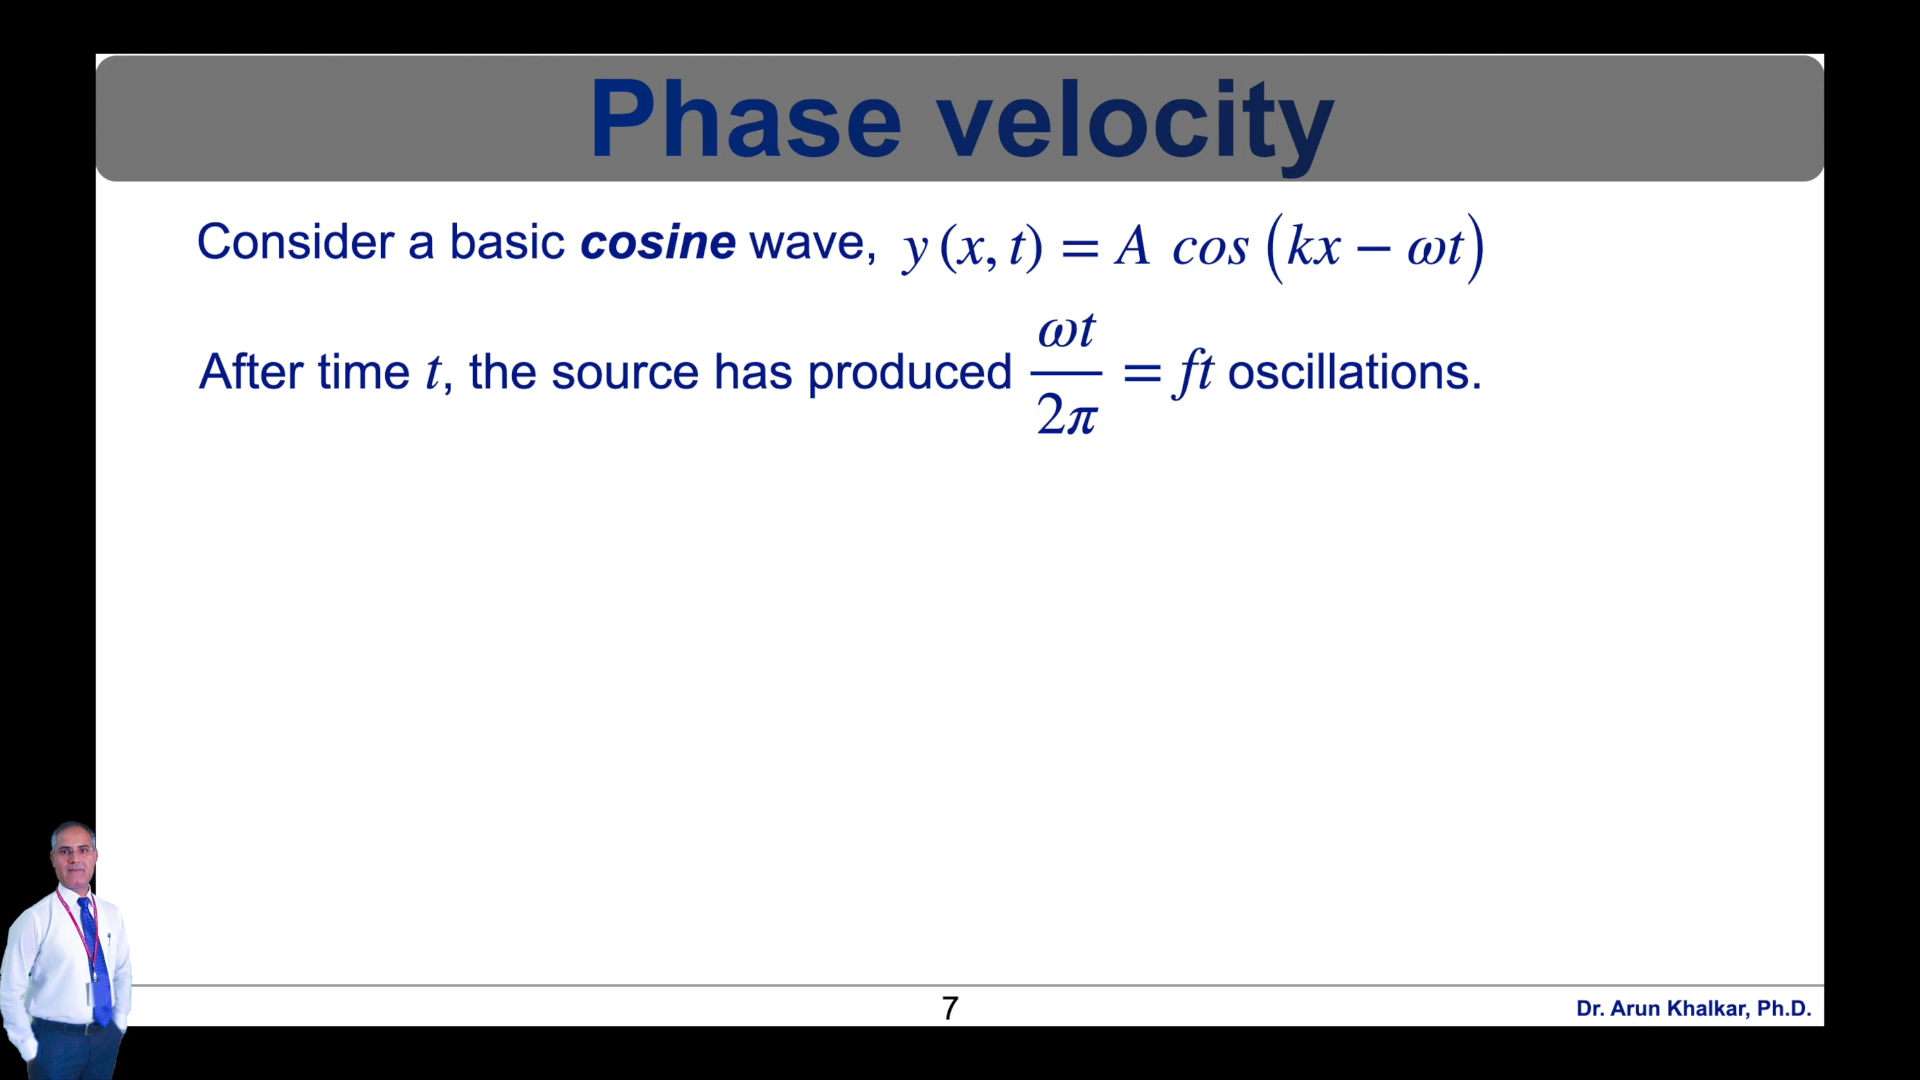 Phase velocity
Consider a basic cosine wave, y (x, t) = A cos (kx − ωt)
After time t, the source has produced ωt/2π = ft oscillations.
7
Dr. Arun Khalkar, Ph.D.